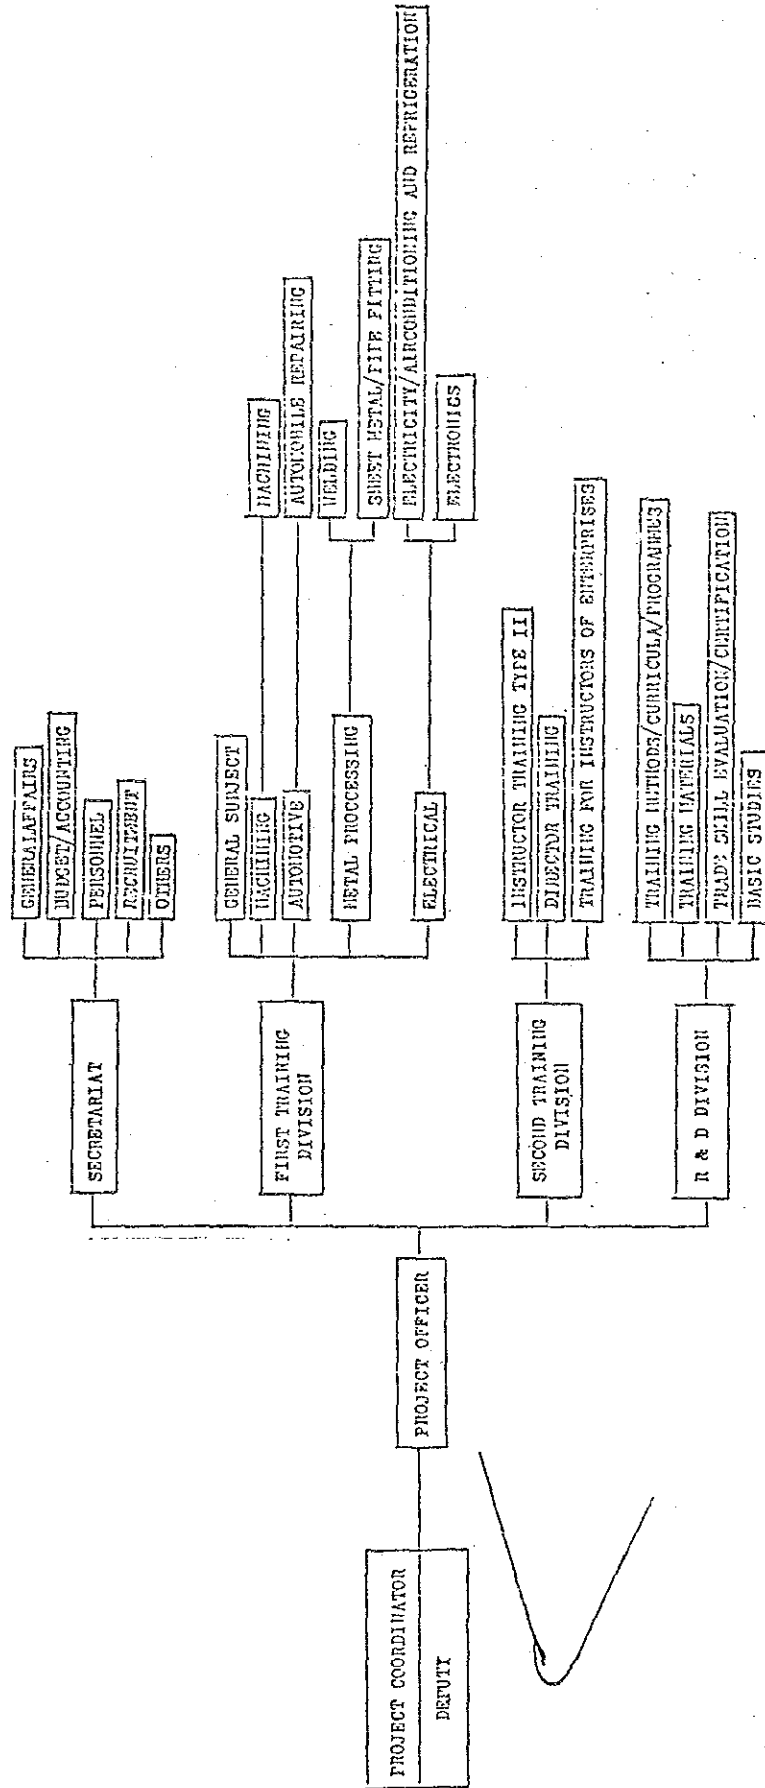 PROJECT COORDINATOR
DEPUTY
PROJECT OFFICER
SECRETARIAT
GENERALAFFAIRS
BUDGET/ACCOUNTING
PERSONNEL
RECRUITMENT
OTHERS
FIRST TRAINING
DIVISION
GENERAL SUBJECT
MACHINING
AUTOMOTIVE
METAL PROCCESSING
ELECTRICAL
MACHINING
AUTOMOBILE REPAIRING
WELDING
SHEET METAL/PIPE FITTING
ELECTRICITY/AIRCONDITIONING AND REFRIGERATION
ELECTRONICS
SECOND TRAINING
DIVISION
INSTRUCTOR TRAINING TYPE II
DIRECTOR TRAINING
TRAINING FOR INSTRUCTORS OF ENTERPRISES
R & D DIVISION
TRAINING METHODS/CURRICULA/PROGRAMMES
TRAINING MATERIALS
TRADE SKILL EVALUATION/CERTIFICATION
BASIC STUDIES